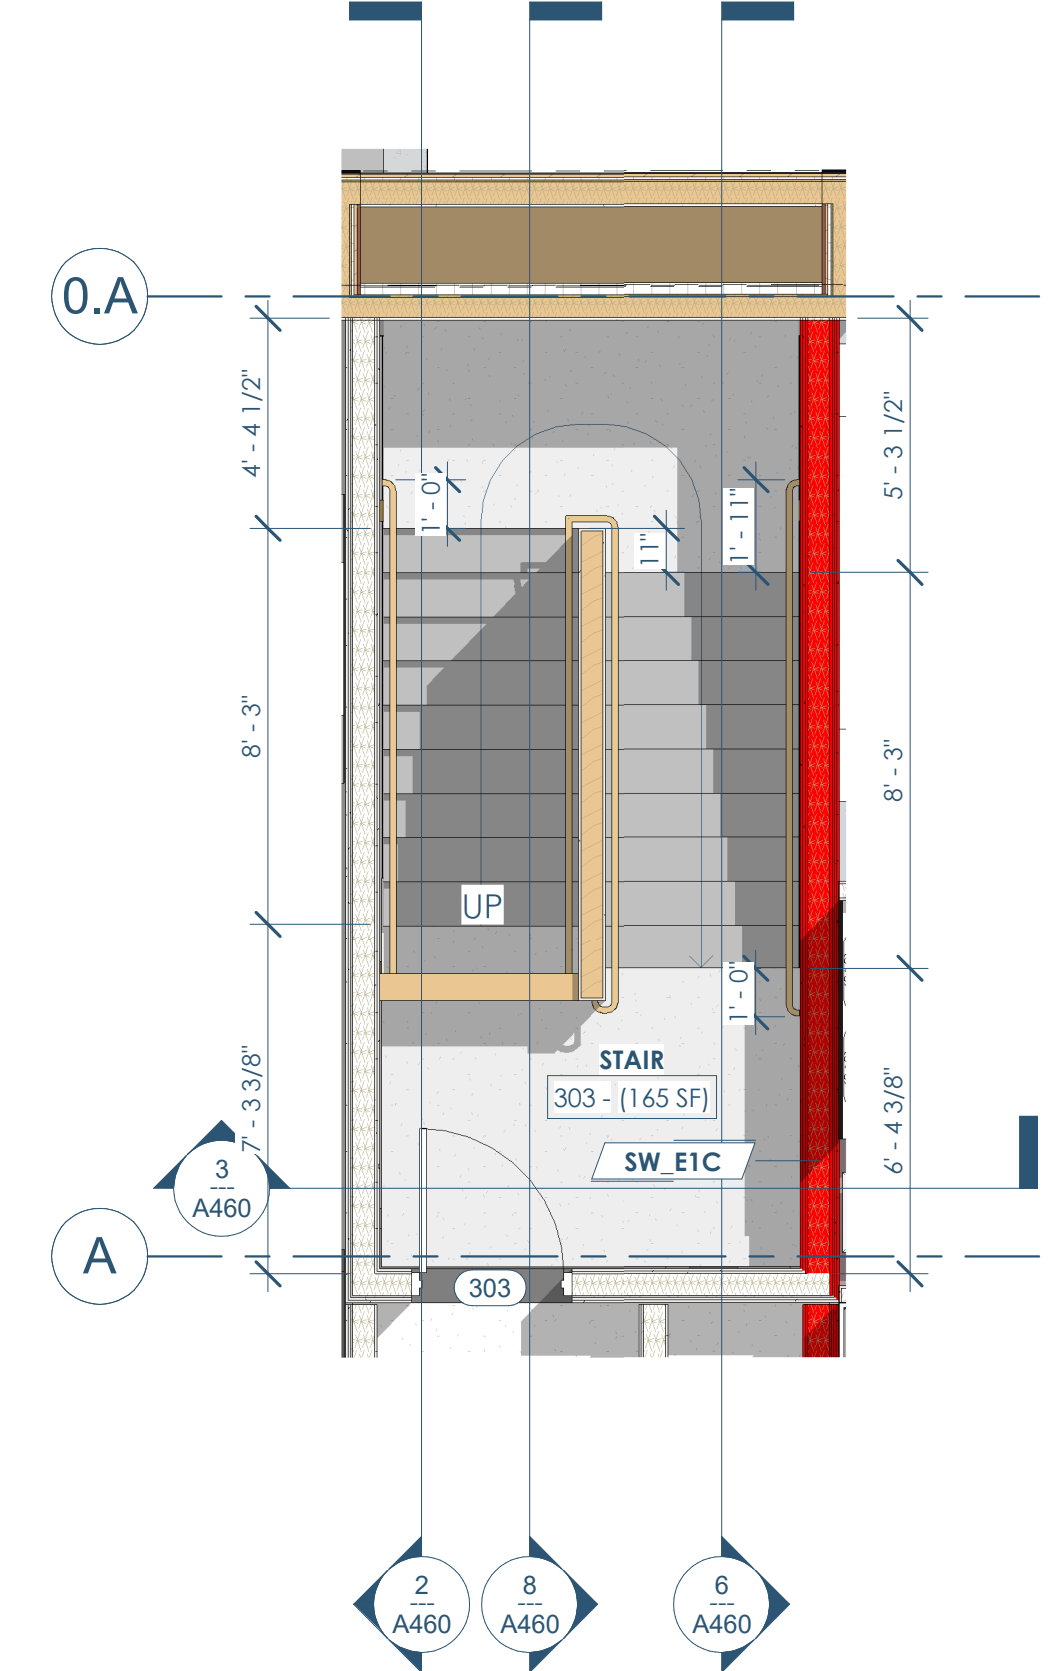 0.A
4' - 4 1/2"
5' - 3 1/2"
1' - 0"
1' - 11"
11"
8' - 3"
8' - 3"
UP
1' - 0"
STAIR
303 - (165 SF)
7' - 3 3/8"
6' - 4 3/8"
SW_E1C
3
---
A460
A
303
2
---
A460
8
---
A460
6
---
A460